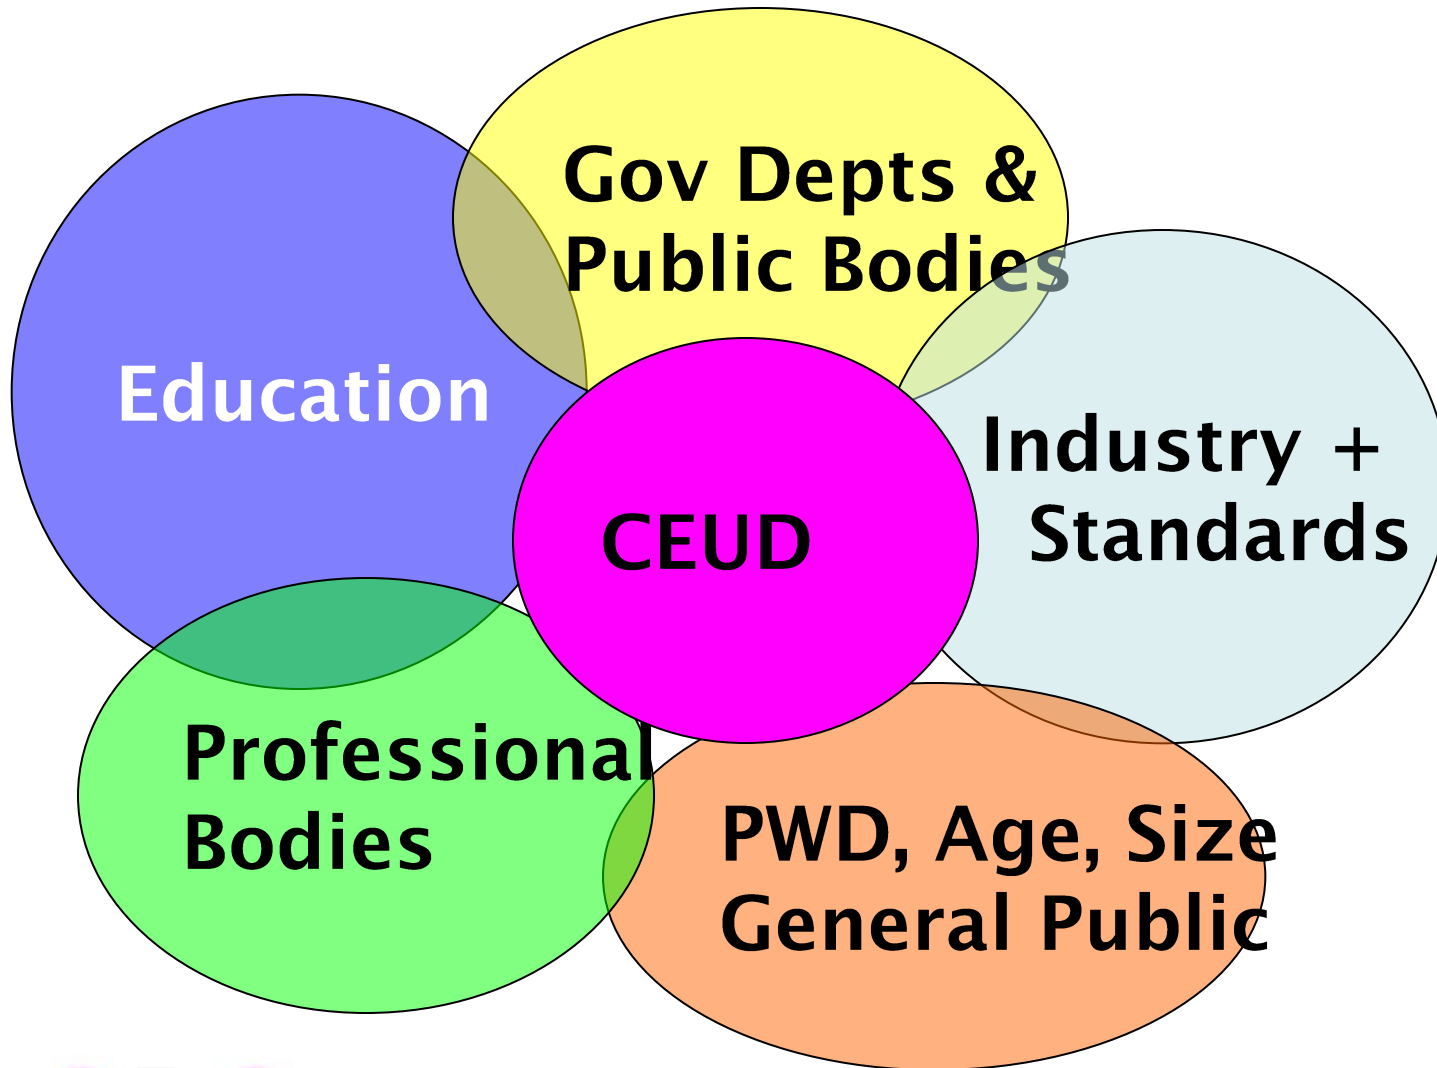 Gov Depts &
Public Bodies
Education
Industry +
Standards
CEUD
Professional
Bodies
PWD, Age, Size
General Public